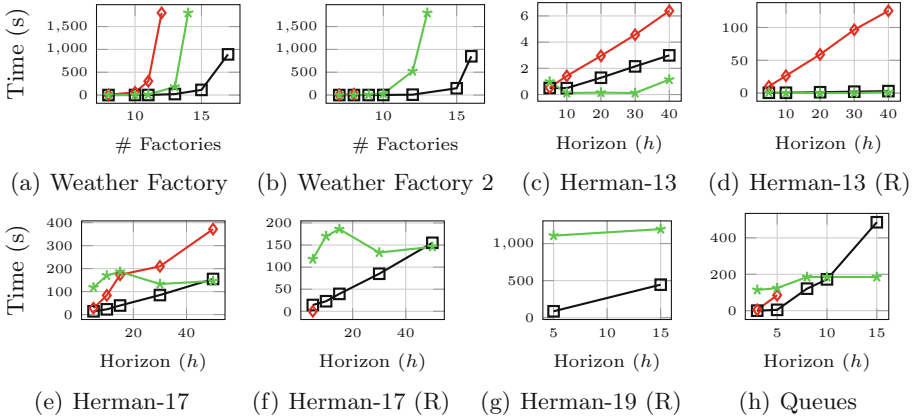 Time (s)
1,500
1,000
500
0
10
15
# Factories
(a) Weather Factory
1,500
1,000
500
0
10
15
# Factories
(b) Weather Factory 2
6
4
2
0
10
20
30
40
Horizon (h)
(c) Herman-13
100
50
0
10
20
30
40
Horizon (h)
(d) Herman-13 (R)
Time (s)
400
300
200
100
0
20
40
Horizon (h)
(e) Herman-17
200
150
100
50
0
20
40
Horizon (h)
(f) Herman-17 (R)
1,000
500
0
5
10
15
Horizon (h)
(g) Herman-19 (R)
400
200
0
5
10
15
Horizon (h)
(h) Queues